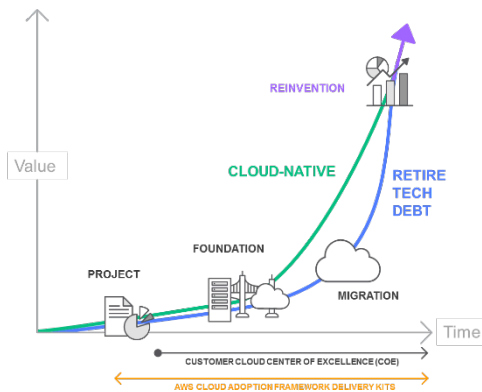 REINVENTION
Value
CLOUD-NATIVE
RETIRE
TECH
DEBT
FOUNDATION
PROJECT
MIGRATION
Time
CUSTOMER CLOUD CENTER OF EXCELLENCE (COE)
AWS CLOUD ADOPTION FRAMEWORK DELIVERY KITS